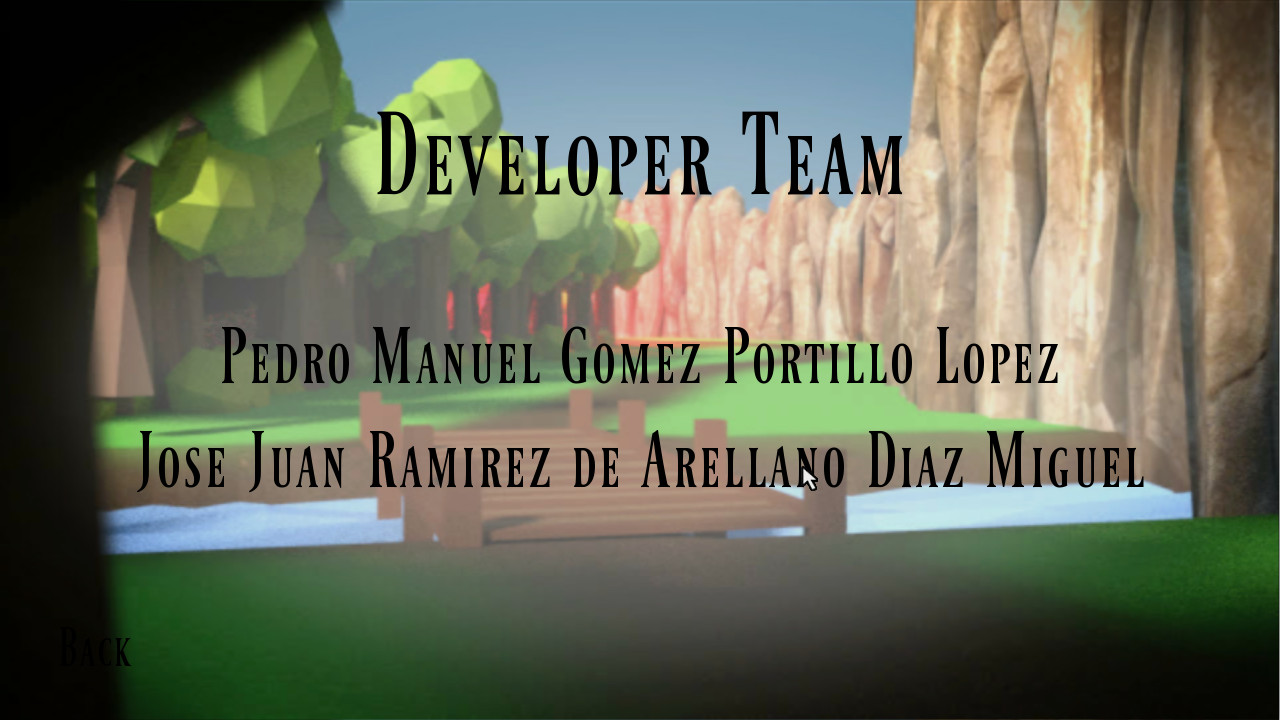 Developer Team
Pedro Manuel Gomez Portillo Lopez
Jose Juan Ramirez de Arellano Diaz Miguel
Back